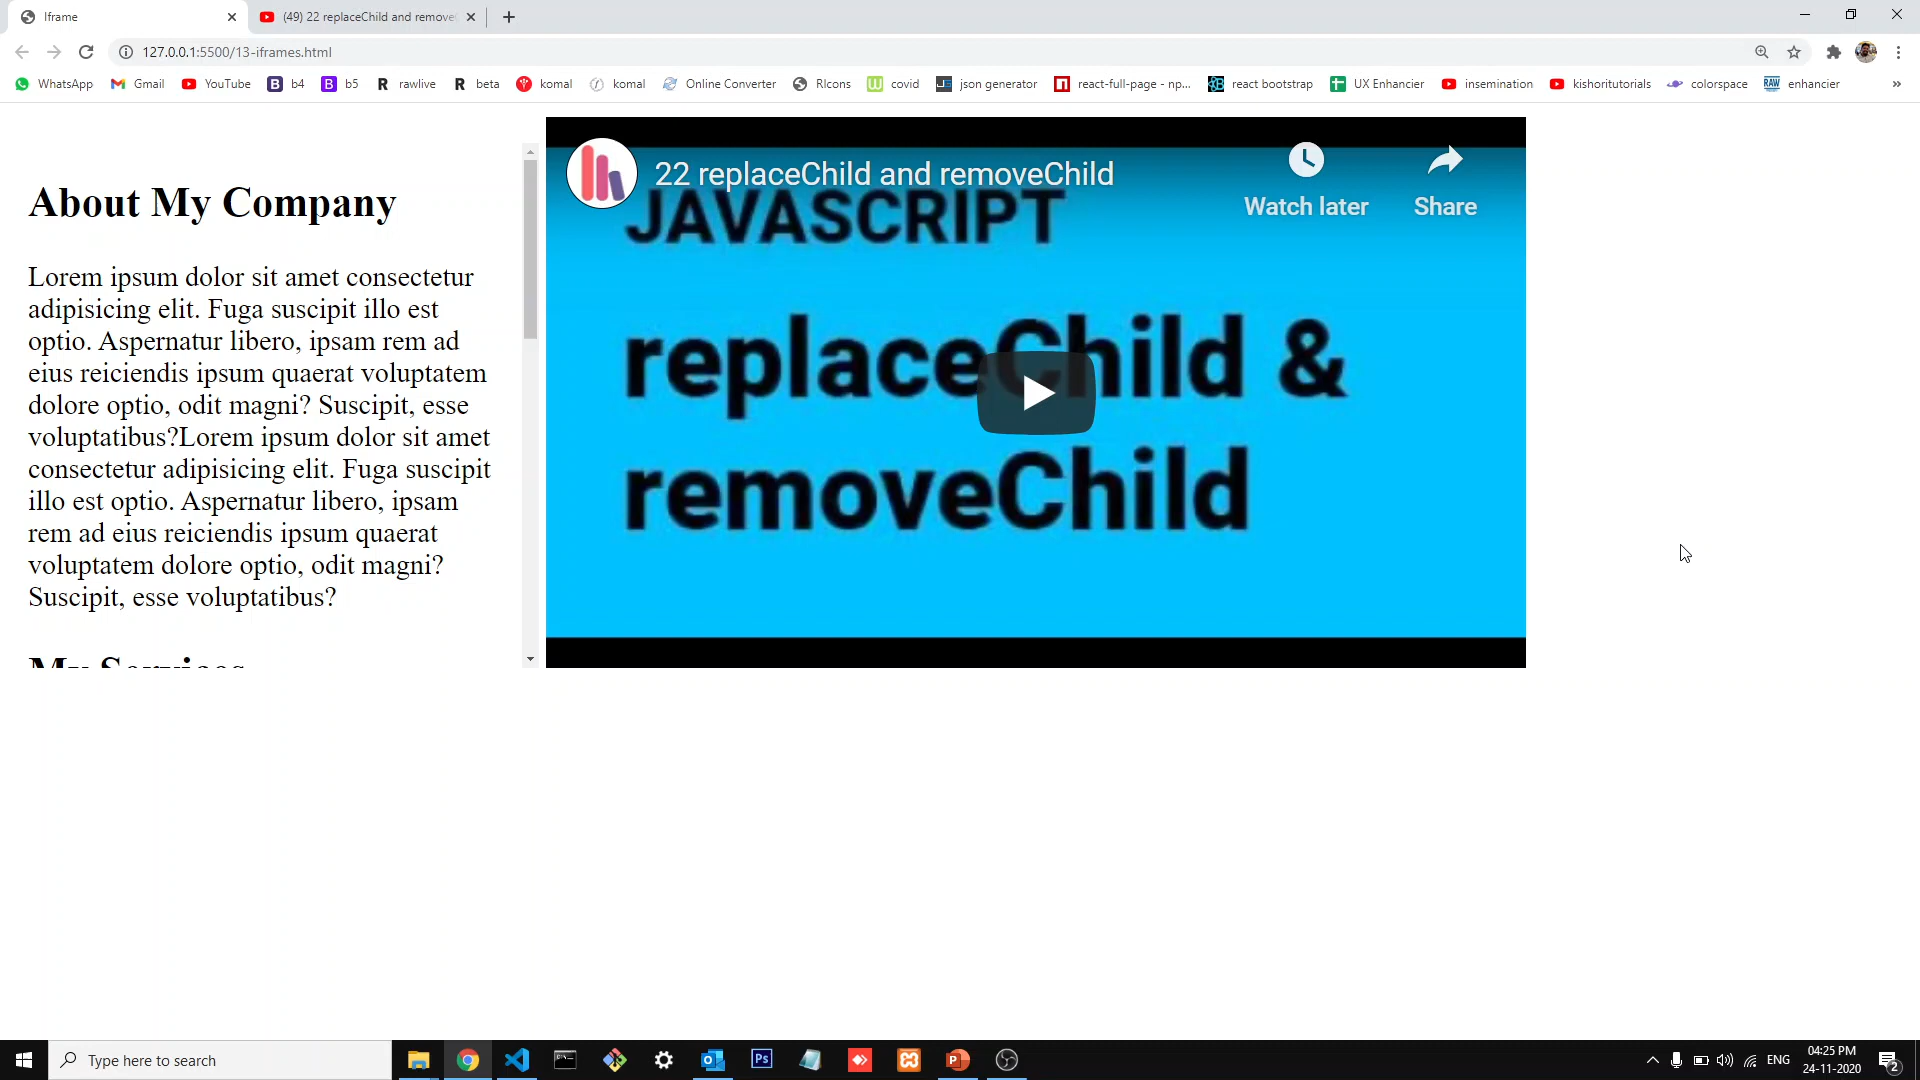 Iframe
(49) 22 replaceChild and remove
127.0.0.1:5500/13-iframes.html
WhatsApp Gmail YouTube b4 b5 rawlive beta komal komal Online Converter RIcons covid json generator react-full-page - np... react bootstrap UX Enhancier insemination kishoritutorials colorspace enhancier
About My Company
Lorem ipsum dolor sit amet consectetur
adipisicing elit. Fuga suscipit illo est
optio. Aspernatur libero, ipsam rem ad
eius reiciendis ipsum quaerat voluptatem
dolore optio, odit magni? Suscipit, esse
voluptatibus?Lorem ipsum dolor sit amet
consectetur adipisicing elit. Fuga suscipit
illo est optio. Aspernatur libero, ipsam
rem ad eius reiciendis ipsum quaerat
voluptatem dolore optio, odit magni?
Suscipit, esse voluptatibus?
My Services
22 replaceChild and removeChild
Watch later Share
JAVASCRIPT
replaceChild &
removeChild
Type here to search
ENG
04:25 PM
24-11-2020
2